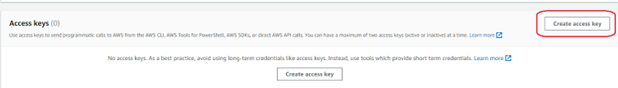 Access keys (0)
Create access key
Use access keys to send programmatic calls to AWS from the AWS CLI, AWS Tools for PowerShell, AWS SDKs, or direct AWS API calls. You can have a maximum of two access keys (active or inactive) at a time. Learn more
No access keys. As a best practice, avoid using long-term credentials like access keys. Instead, use tools which provide short term credentials. Learn more
Create access key